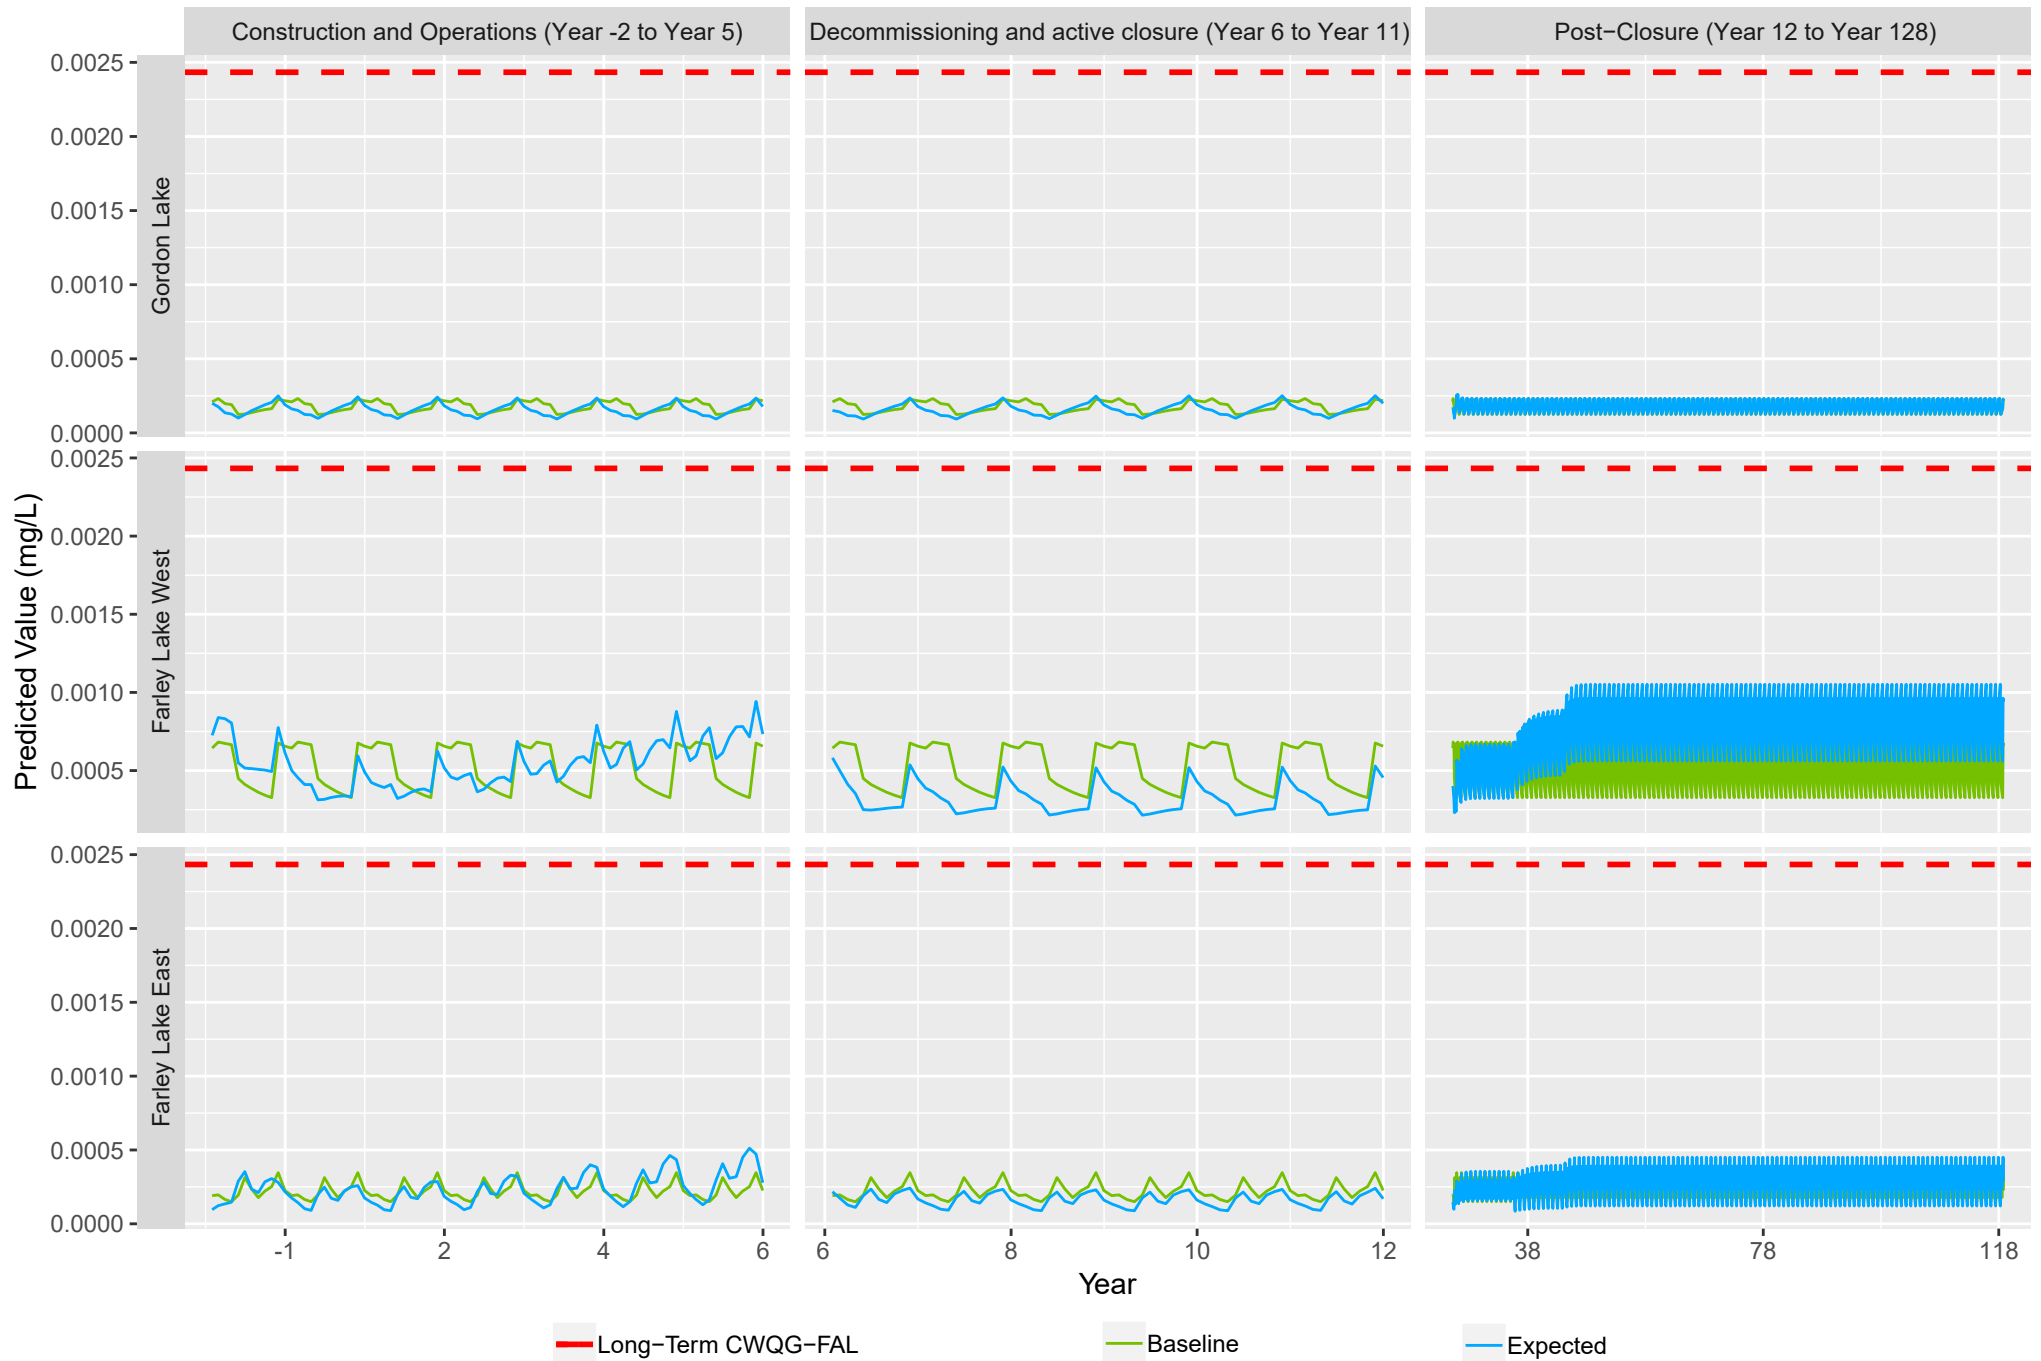 Construction and Operations (Year -2 to Year 5)
Decommissioning and active closure (Year 6 to Year 11)
Post−Closure (Year 12 to Year 128)
Predicted Value (mg/L)
Gordon Lake
0.0025
0.0020
0.0015
0.0010
0.0005
0.0000
Farley Lake West
0.0025
0.0020
0.0015
0.0010
0.0005
Farley Lake East
0.0025
0.0020
0.0015
0.0010
0.0005
0.0000
-1 2 4 6
6 8 10 12
38 78 118
Year
Long−Term CWQG−FAL
Baseline
Expected